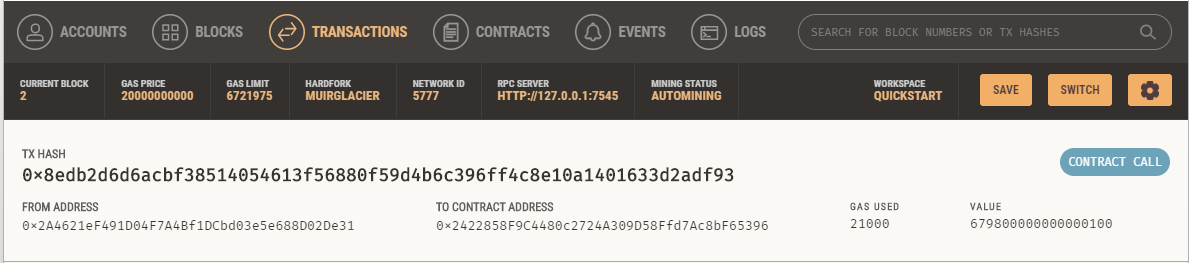 ACCOUNTS BLOCKS TRANSACTIONS CONTRACTS EVENTS LOGS SEARCH FOR BLOCK NUMBERS OR TX HASHES
CURRENT BLOCK GAS PRICE GAS LIMIT HARDFORK NETWORK ID RPC SERVER MINING STATUS WORKSPACE
2 20000000000 6721975 MUIRGLACIER 5777 HTTP://127.0.0.1:7545 AUTOMINING QUICKSTART SAVE SWITCH
TX HASH
0×8edb2d6d6acbf38514054613f56880f59d4b6c396ff4c8e10a1401633d2adf93 CONTRACT CALL
FROM ADDRESS TO CONTRACT ADDRESS GAS USED VALUE
0×2A4621eF491D04F7A4Bf1DCbd03e5e688D02De31 0×2422858F9C4480c2724A309D58Ffd7Ac8bF65396 21000 679800000000000100